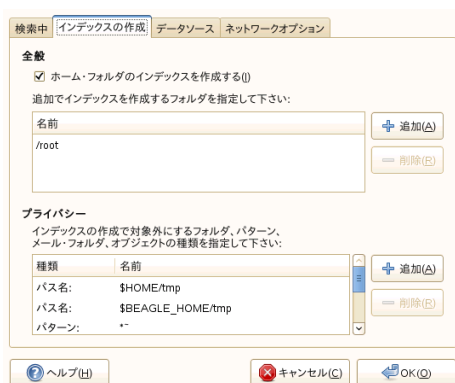 検索中 インデックスの作成 データソース ネットワークオプション
全般
ホーム・フォルダのインデックスを作成する(I)
追加でインデックスを作成するフォルダを指定して下さい:
名前
/root
追加(A)
削除(R)
プライバシー
インデックスの作成で対象外にするフォルダ、パターン、
メール・フォルダ、オブジェクトの種類を指定して下さい:
種類 名前
パス名: $HOME/tmp
パス名: $BEAGLE_HOME/tmp
パターン: *~
追加(A)
削除(R)
ヘルプ(H) キャンセル(C) OK(O)